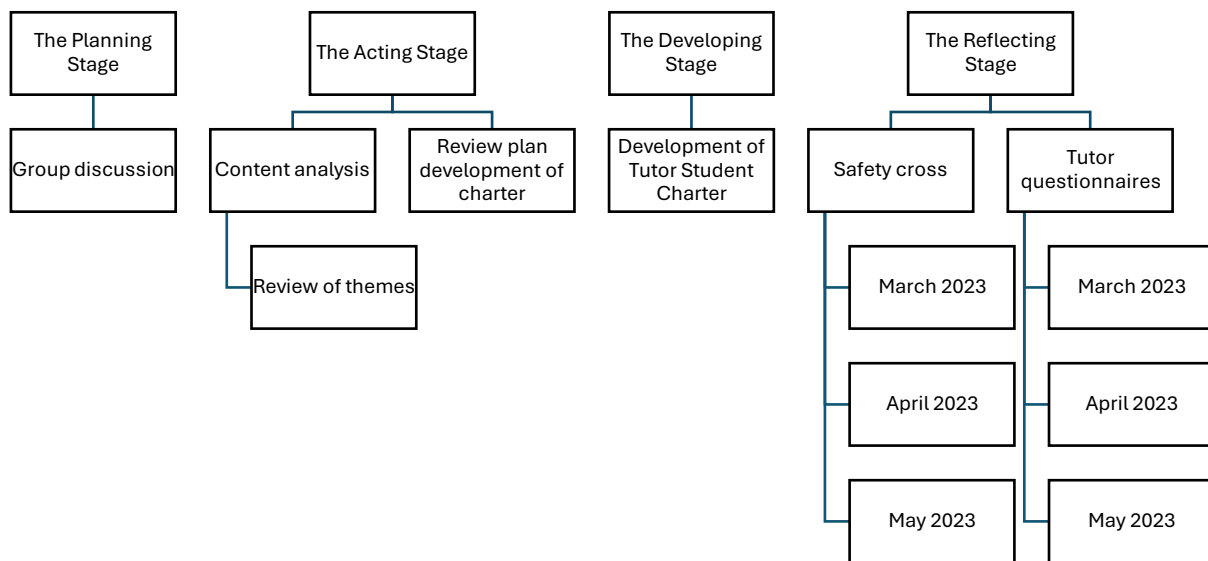 The Planning
Stage
The Acting Stage
The Developing
Stage
The Reflecting
Stage
Group discussion
Content analysis
Review plan
development of
charter
Development of
Tutor Student
Charter
Safety cross
Tutor
questionnaires
Review of themes
March 2023
March 2023
April 2023
April 2023
May 2023
May 2023